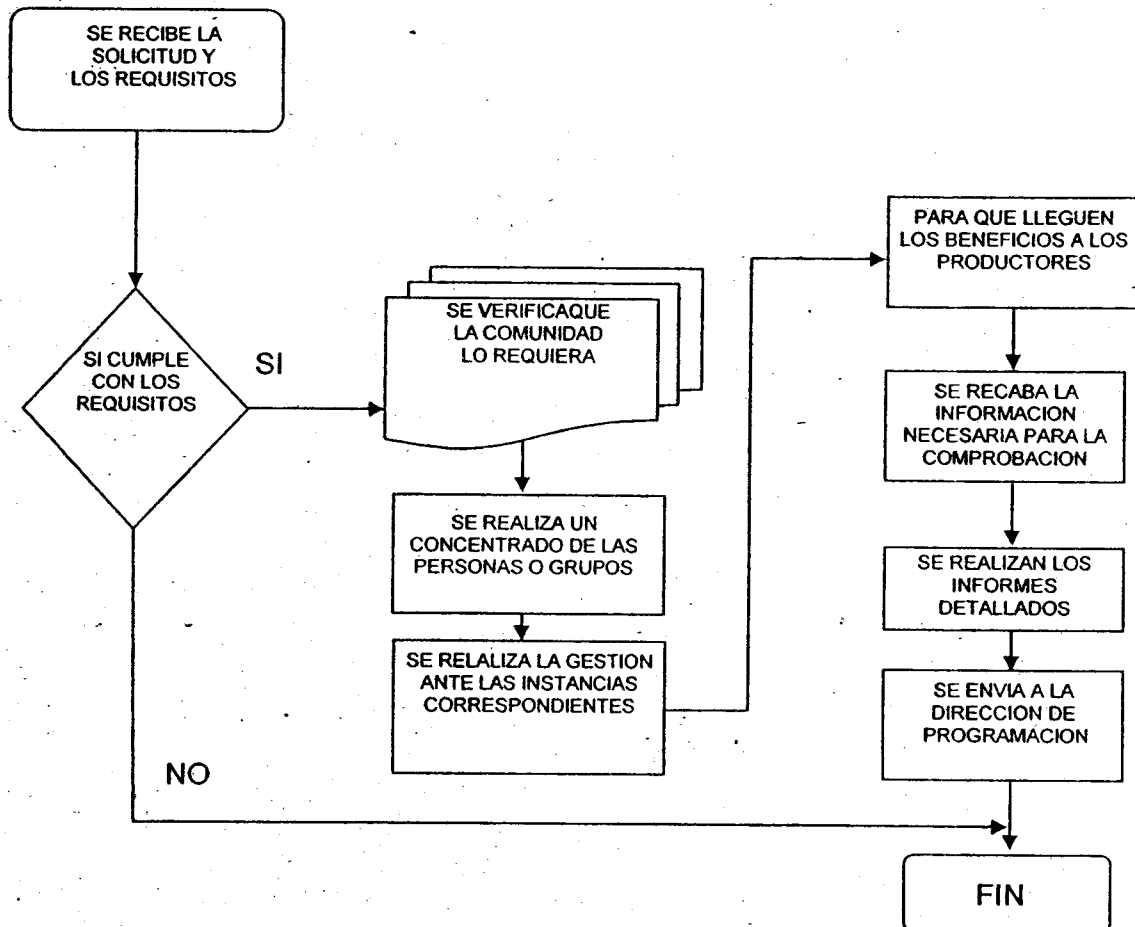 SE RECIBE LA
SOLICITUD Y
LOS REQUISITOS
SI CUMPLE
CON LOS
REQUISITOS
SI
NO
SE VERIFICAQUE
LA COMUNIDAD
LO REQUIERA
SE REALIZA UN
CONCENTRADO DE LAS
PERSONAS O GRUPOS
SE RELALIZA LA GESTION
ANTE LAS INSTANCIAS
CORRESPONDIENTES
PARA QUE LLEGUEN
LOS BENEFICIOS A LOS
PRODUCTORES
SE RECABA LA
INFORMACION
NECESARIA PARA LA
COMPROBACION
SE REALIZAN LOS
INFORMES
DETALLADOS
SE ENVIA A LA
DIRECCION DE
PROGRAMACION
FIN